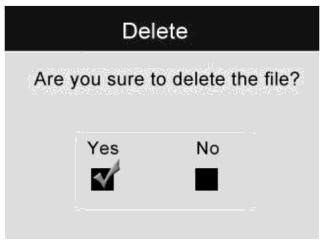 Delete
Are you sure to delete the file?
Yes No